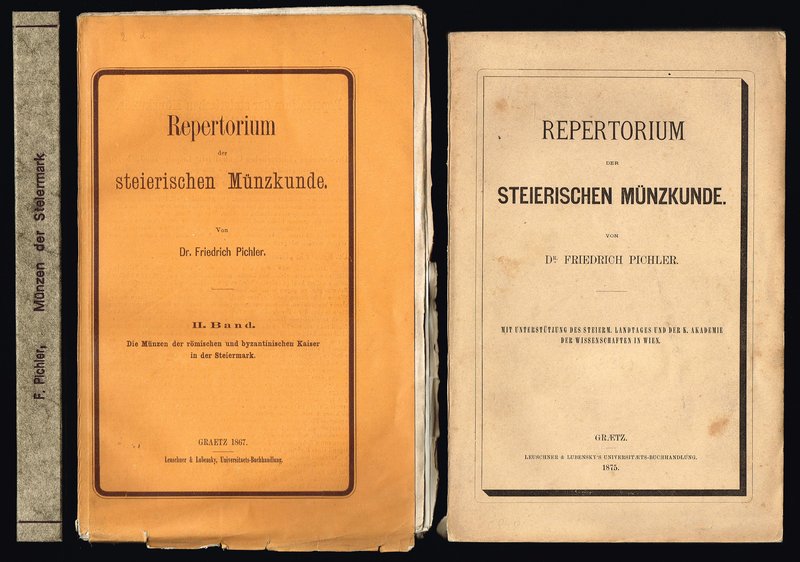 F. Pichler, Münzen der Steiermark
Repertorium
der
steierischen Münzkunde.
Von
Dr. Friedrich Pichler.
II. Band.
Die Münzen der römischen und byzantinischen Kaiser
in der Steiermark.
GRAETZ 1867.
Leuschner & Lubensky, Universitaets-Buchhandlung.
REPERTORIUM
DER
STEIERISCHEN MÜNZKUNDE.
VON
DR. FRIEDRICH PICHLER.
MIT UNTERSTÜTZUNG DES STEIERM. LANDTAGES UND DER K. AKADEMIE
DER WISSENSCHAFTEN IN WIEN.
GRÆTZ.
LEUSCHNER & LUBENSKY'S UNIVERSITÆTS-BUCHHANDLUNG.
1875.